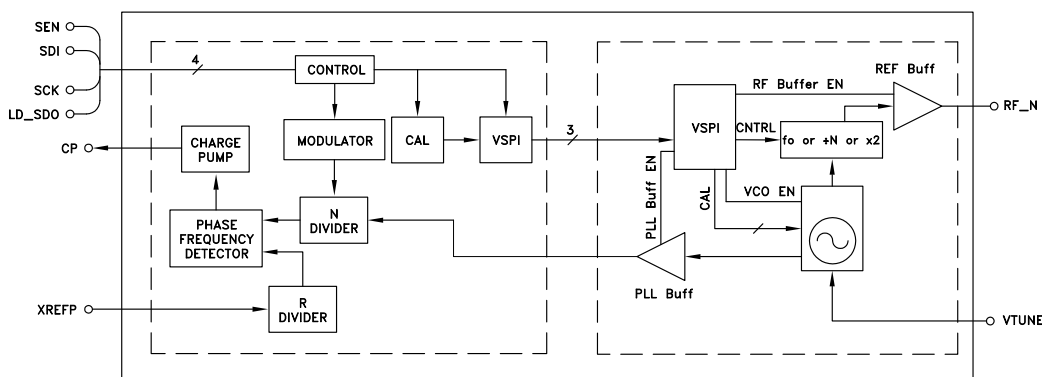 SEN
SDI
SCK
LD_SDO
4
CONTROL
CP
CHARGE
PUMP
MODULATOR
CAL
VSPI
3
PHASE
FREQUENCY
DETECTOR
N
DIVIDER
XREFP
R
DIVIDER
VSPI
RF Buffer EN
REF Buff
RF_N
CNTRL
fo or +N or x2
PLL Buff EN
CAL
VCO EN
PLL Buff
VTUNE